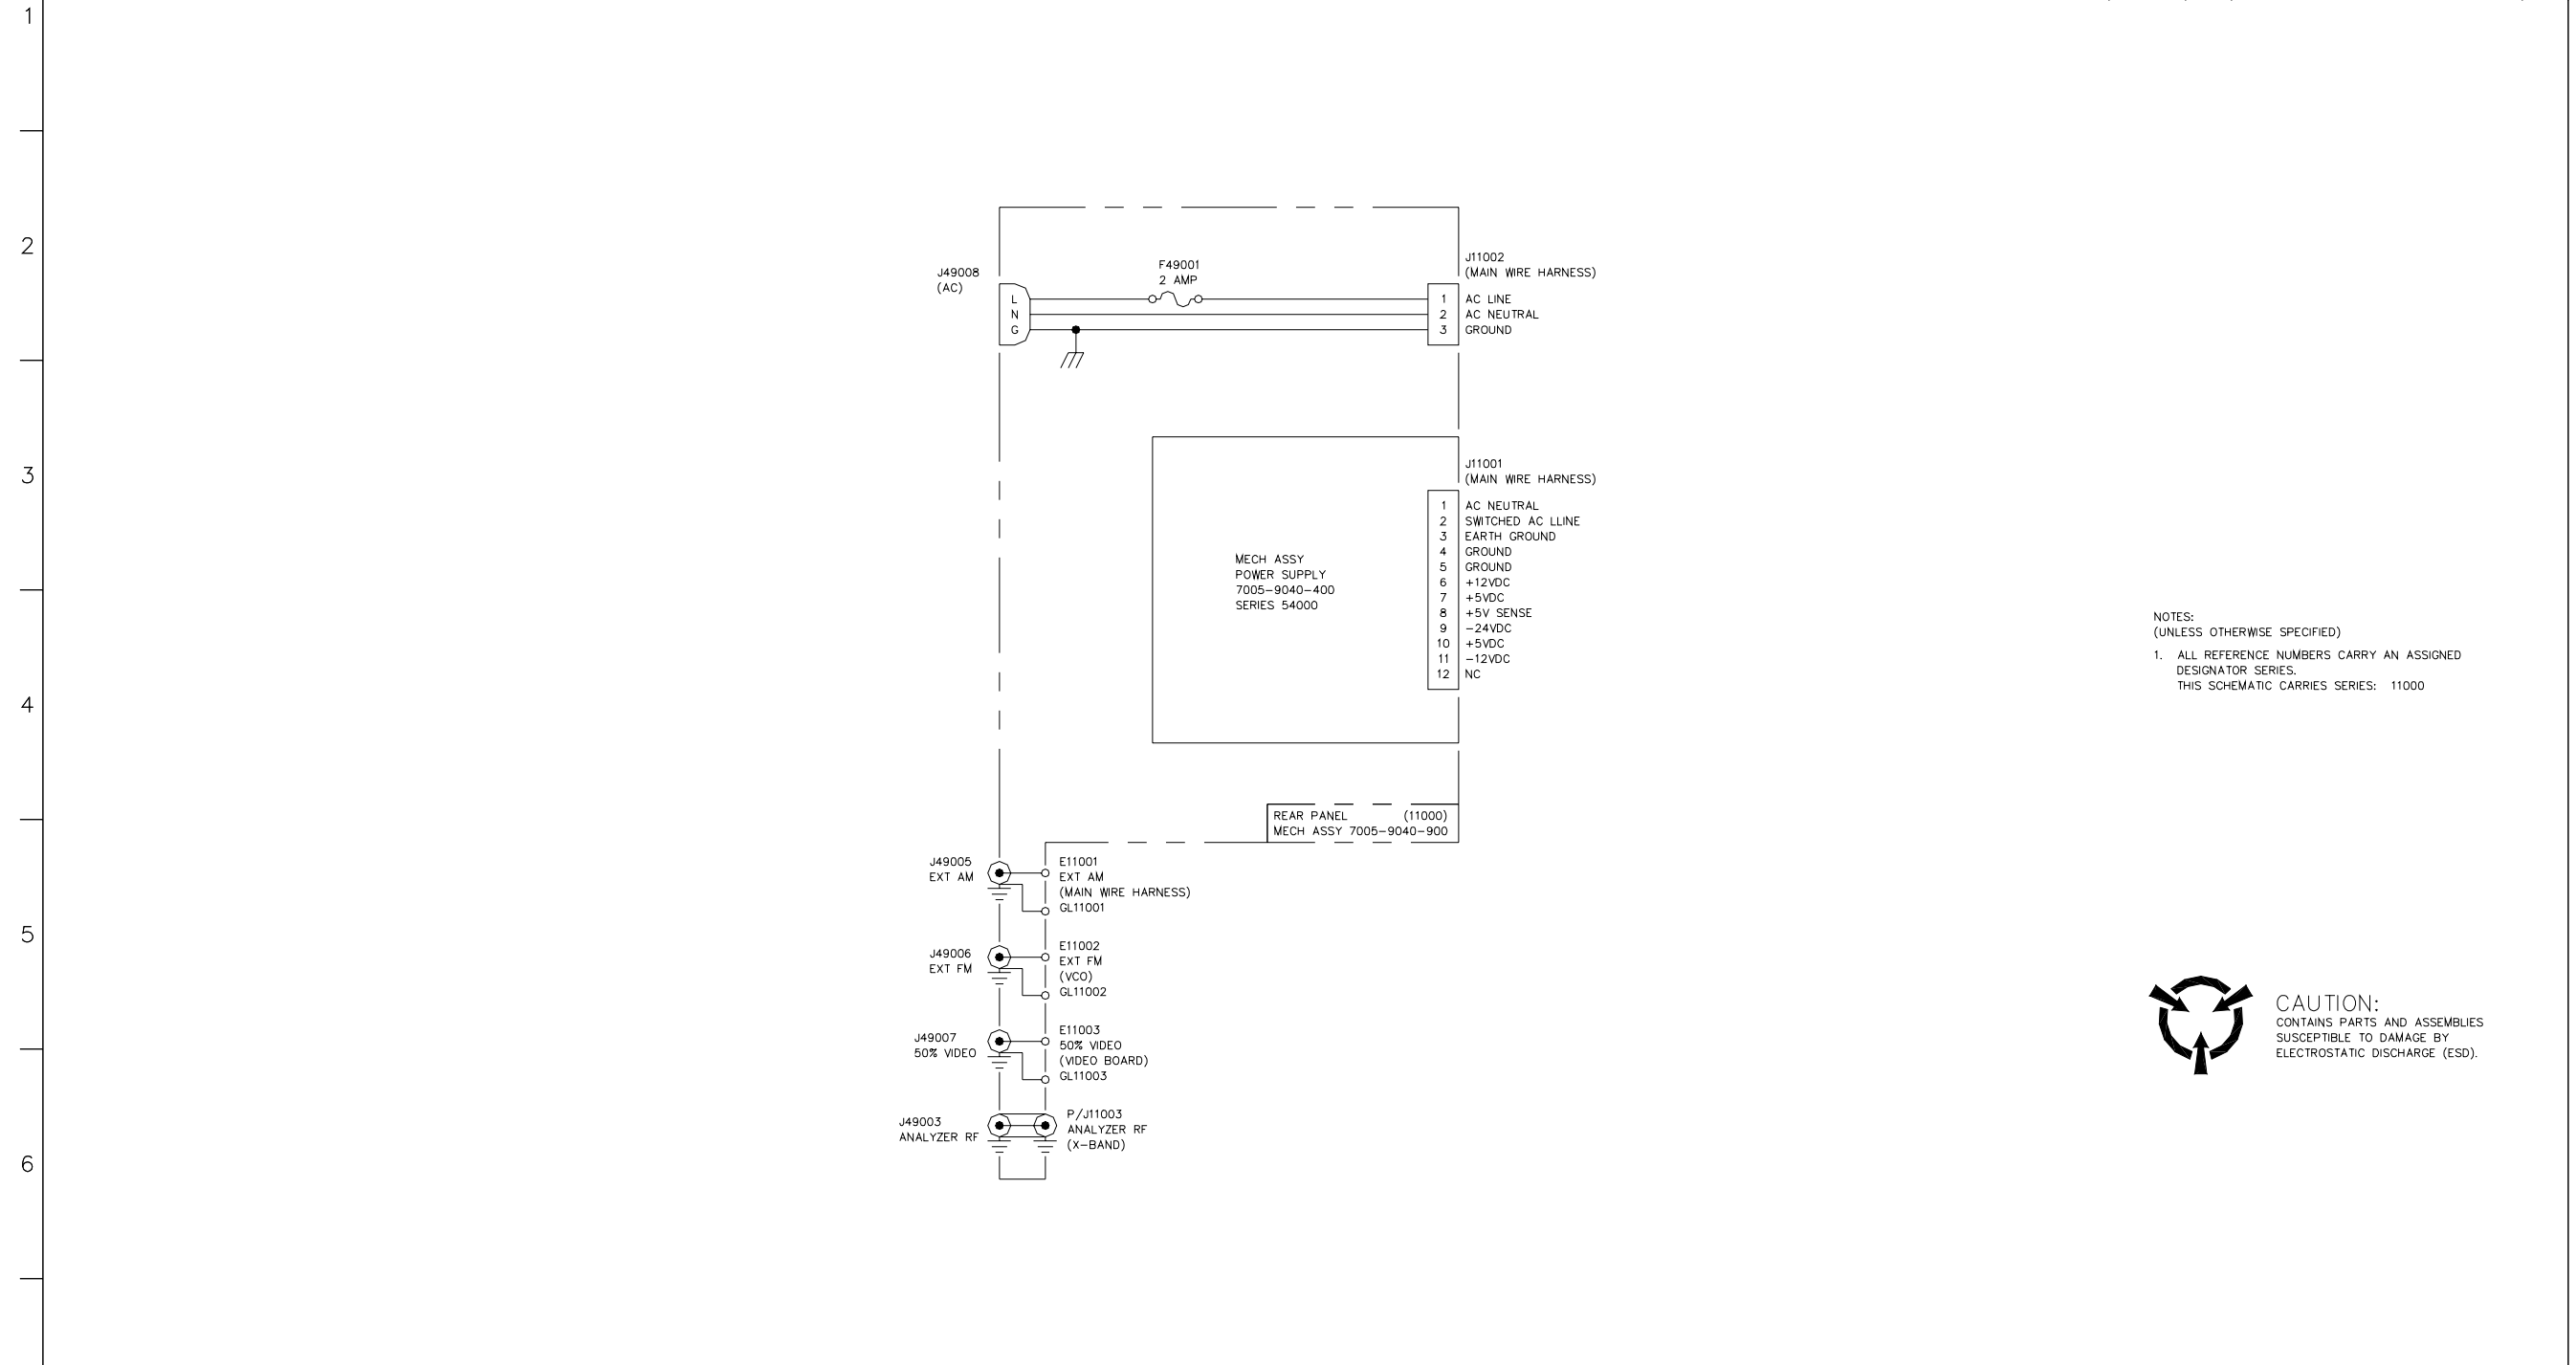 1
2
3
4
5
6
J49008
(AC)
L
N
G
F49001
2 AMP
J11002
(MAIN WIRE HARNESS)
1 AC LINE
2 AC NEUTRAL
3 GROUND
J11001
(MAIN WIRE HARNESS)
1 AC NEUTRAL
2 SWITCHED AC LLINE
3 EARTH GROUND
4 GROUND
5 GROUND
6 +12VDC
7 +5VDC
8 +5V SENSE
9 -24VDC
10 +5VDC
11 -12VDC
12 NC
MECH ASSY
POWER SUPPLY
7005-9040-400
SERIES 54000
REAR PANEL (11000)
MECH ASSY 7005-9040-900
J49005
EXT AM
E11001
EXT AM
(MAIN WIRE HARNESS)
GL11001
J49006
EXT FM
E11002
EXT FM
(VCO)
GL11002
J49007
50% VIDEO
E11003
50% VIDEO
(VIDEO BOARD)
GL11003
J49003
ANALYZER RF
P/J11003
ANALYZER RF
(X-BAND)
NOTES:
(UNLESS OTHERWISE SPECIFIED)
1. ALL REFERENCE NUMBERS CARRY AN ASSIGNED
DESIGNATOR SERIES.
THIS SCHEMATIC CARRIES SERIES: 11000
CAUTION:
CONTAINS PARTS AND ASSEMBLIES
SUSCEPTIBLE TO DAMAGE BY
ELECTROSTATIC DISCHARGE (ESD).